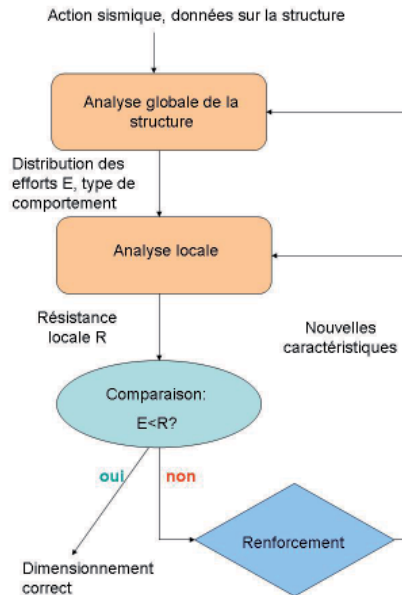 Action sismique, données sur la structure
Analyse globale de la
structure
Distribution des
efforts E, type de
comportement
Analyse locale
Résistance
locale R
Nouvelles
caractéristiques
Comparaison:
E<R?
oui
non
Renforcement
Dimensionnement
correct